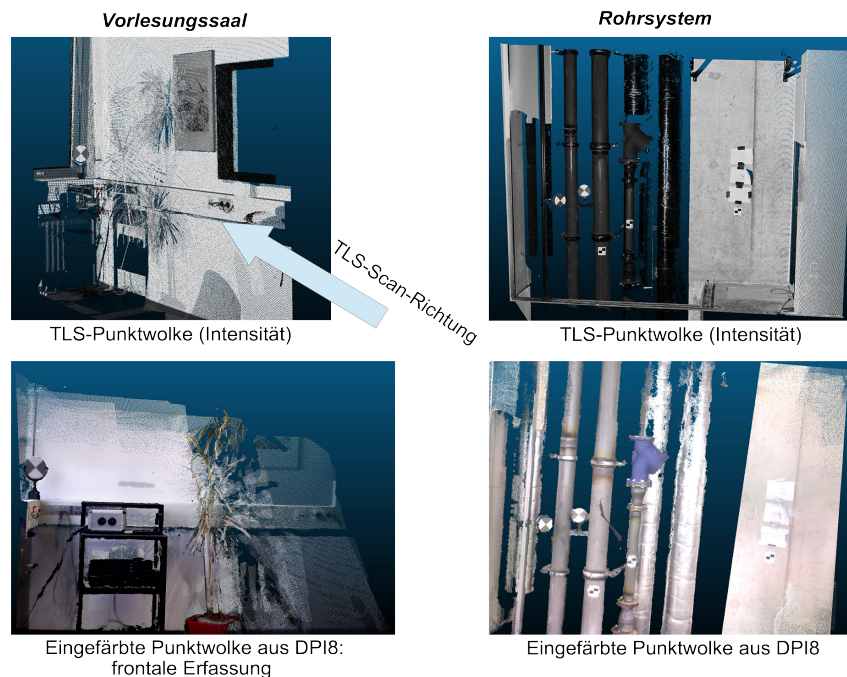 Vorlesungssaal
Rohrsystem
TLS-Scan-Richtung
TLS-Punktwolke (Intensität)
TLS-Punktwolke (Intensität)
Eingefärbte Punktwolke aus DPI8:
frontale Erfassung
Eingefärbte Punktwolke aus DPI8